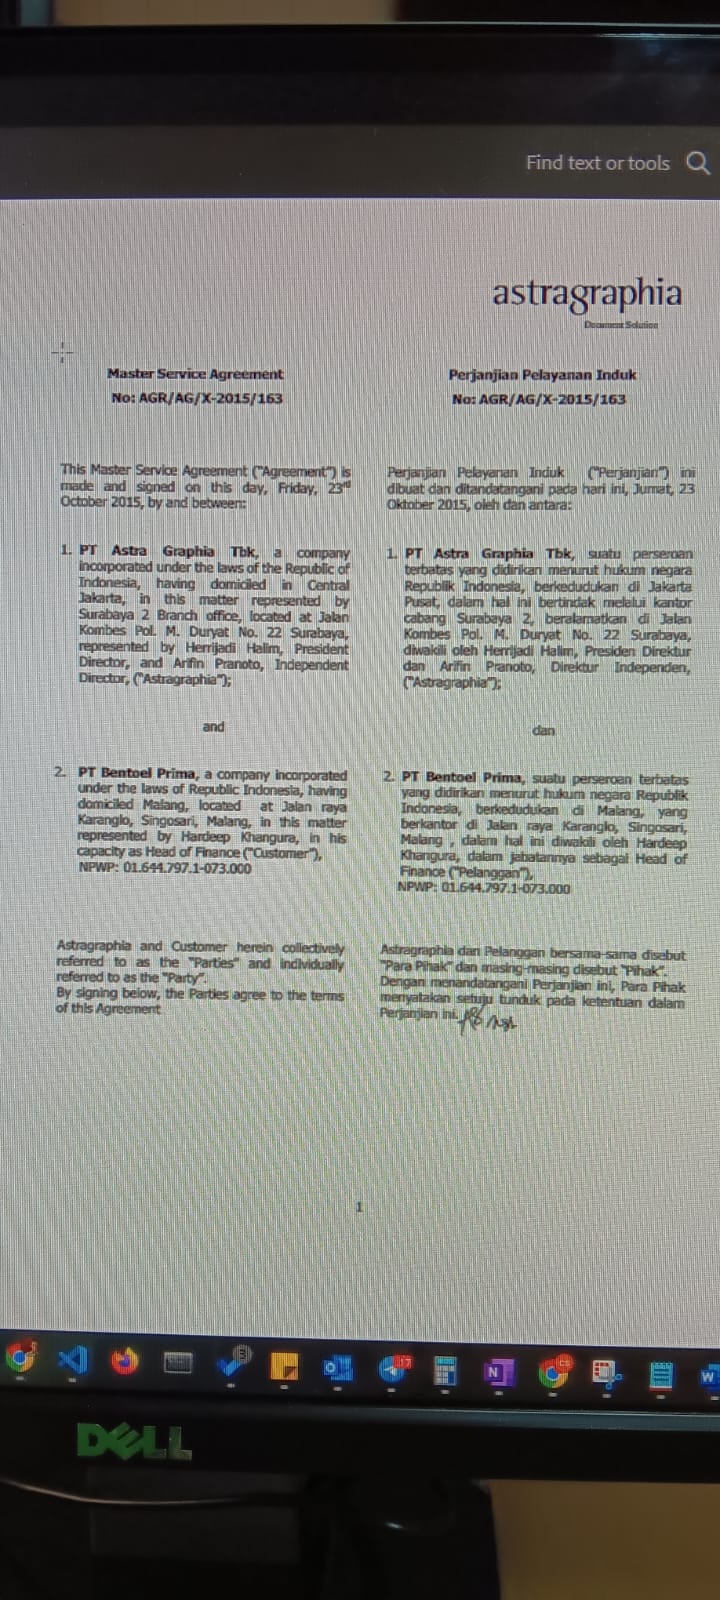 Find text or tools
astragraphia
Document Solution
Master Service Agreement
No: AGR/AG/X-2015/163
This Master Service Agreement ("Agreement") is
made and signed on this day, Friday, 23rd
October 2015, by and between:
1. PT Astra Graphia Tbk, a company
incorporated under the laws of the Republic of
Indonesia, having domiciled in Central
Jakarta, in this matter represented by
Surabaya 2 Branch office, located at Jalan
Kombes Pol. M. Duryat No. 22 Surabaya,
represented by Herrijadi Halim, President
Director, and Arifin Pranoto, Independent
Director, ("Astragraphia");
and
2. PT Bentoel Prima, a company incorporated
under the laws of Republic Indonesia, having
domiciled Malang, located at Jalan raya
Karanglo, Singosari, Malang, in this matter
represented by Hardeep Khangura, in his
capacity as Head of Finance ("Customer"),
NPWP: 01.644.797.1-073.000
Astragraphia and Customer herein collectively
referred to as the "Parties" and individually
referred to as the "Party".
By signing below, the Parties agree to the terms
of this Agreement
Perjanjian Pelayanan Induk
No: AGR/AG/X-2015/163
Perjanjian Pelayanan Induk ("Perjanjian") ini
dibuat dan ditandatangani pada hari ini, Jumat, 23
Oktober 2015, oleh dan antara:
1. PT Astra Graphia Tbk, suatu perseroan
terbatas yang didirikan menurut hukum negara
Republik Indonesia, berkedudukan di Jakarta
Pusat, dalam hal ini bertindak melalui kantor
cabang Surabaya 2, beralamatkan di Jalan
Kombes Pol. M. Duryat No. 22 Surabaya,
diwakili oleh Herrijadi Halim, Presiden Direktur
dan Arifin Pranoto, Direktur Independen,
("Astragraphia");
dan
2. PT Bentoel Prima, suatu perseroan terbatas
yang didirikan menurut hukum negara Republik
Indonesia, berkedudukan di Malang, yang
berkantor di Jalan raya Karanglo, Singosari,
Malang , dalam hal ini diwakili oleh Hardeep
Khangura, dalam jabatannya sebagai Head of
Finance ("Pelanggan"),
NPWP: 01.644.797.1-073.000
Astragraphia dan Pelanggan bersama-sama disebut
"Para Pihak" dan masing-masing disebut "Pihak".
Dengan menandatangani Perjanjian ini, Para Pihak
menyatakan setuju tunduk pada ketentuan dalam
Perjanjian ini.
1
17
N
CS
W
DELL